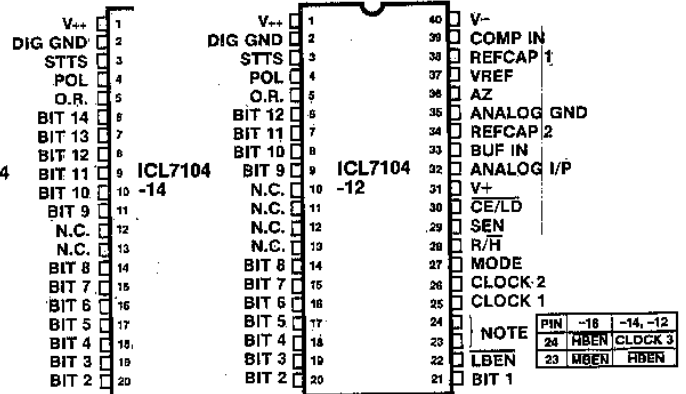 V++ 1
DIG GND 2
STTS 3
POL 4
O.R. 5
BIT 14 6
BIT 13 7
BIT 12 8
4 BIT 11 9 ICL7104
BIT 10 10 -14
BIT 9 11
N.C. 12
N.C. 13
BIT 8 14
BIT 7 15
BIT 6 16
BIT 5 17
BIT 4 18
BIT 3 19
BIT 2 20
V++ 1 40 V-
DIG GND 2 39 COMP IN
STTS 3 38 REFCAP 1
POL 4 37 VREF
O.R. 5 36 AZ
BIT 12 6 35 ANALOG GND
BIT 11 7 34 REFCAP 2
BIT 10 8 33 BUF IN
BIT 9 9 ICL7104 32 ANALOG I/P
N.C. 10 -12 31 V+
N.C. 11 30 CE/LD
N.C. 12 29 SEN
N.C. 13 28 R/H
BIT 8 14 27 MODE
BIT 7 15 26 CLOCK 2
BIT 6 16 25 CLOCK 1
BIT 5 17 24
BIT 4 18 23 NOTE
BIT 3 19 22 LBEN
BIT 2 20 21 BIT 1
PIN -16 -14, -12
24 HBEN CLOCK 3
23 MBEN HBEN